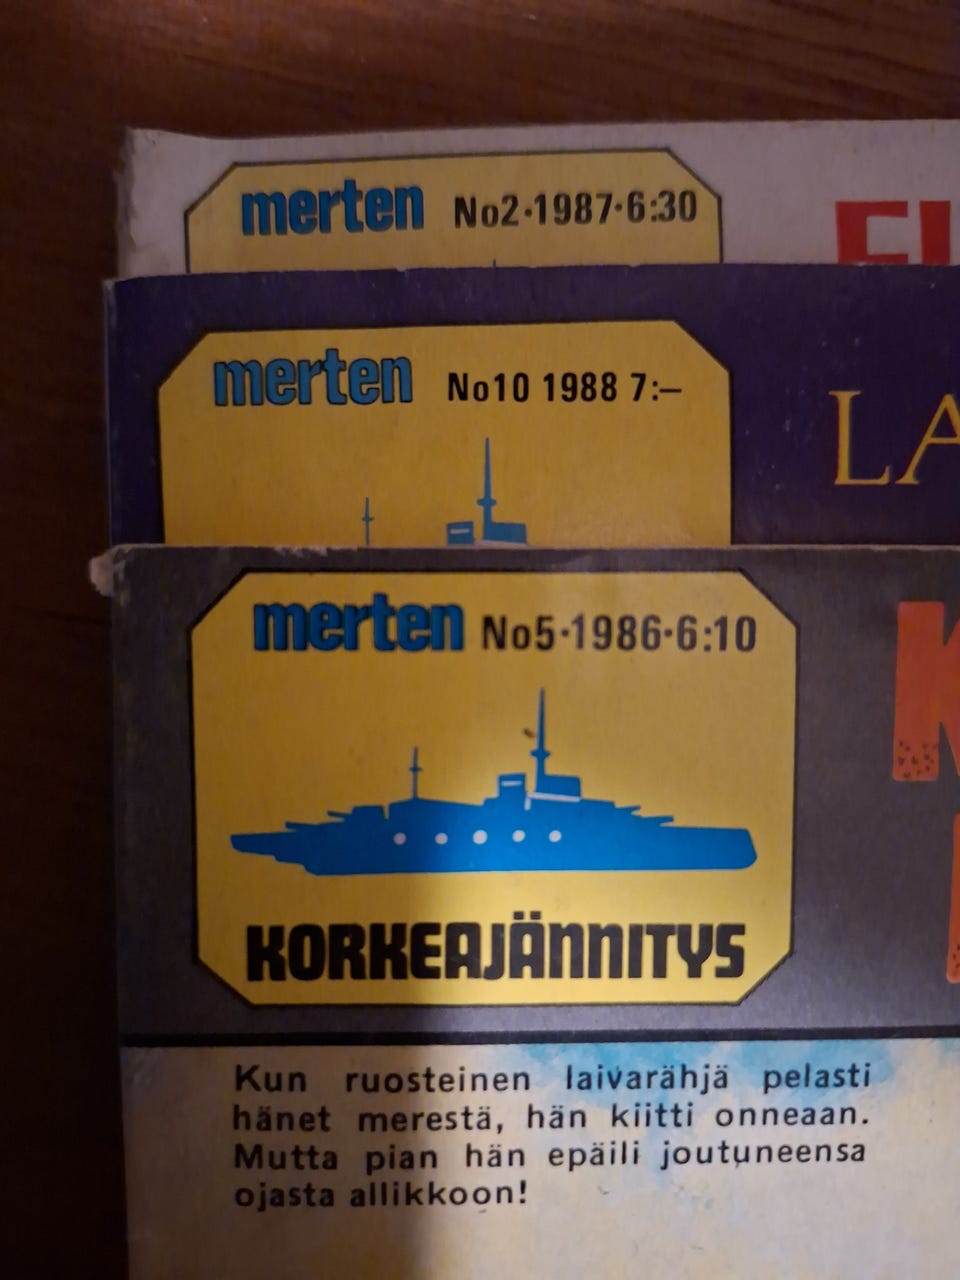 merten No2·1987·6:30
merten No10 1988 7:–
LA
merten No5·1986·6:10
KORKEAJÄNNITYS
Kun ruosteinen laivarähjä pelasti
hänet merestä, hän kiitti onneaan.
Mutta pian hän epäili joutuneensa
ojasta allikkoon!